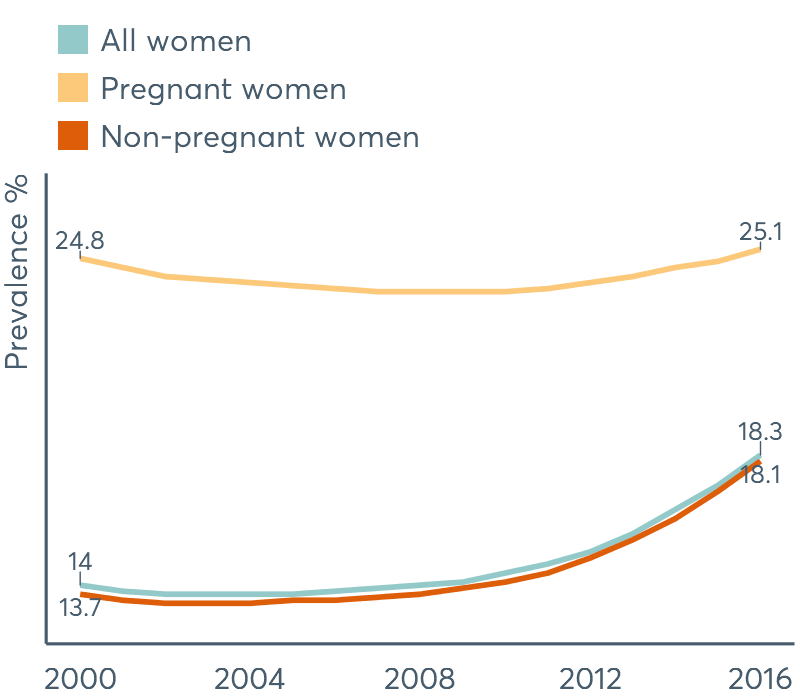 All women
Pregnant women
Non-pregnant women
Prevalence %
24.8
25.1
18.3
18.1
14
13.7
2000 2004 2008 2012 2016